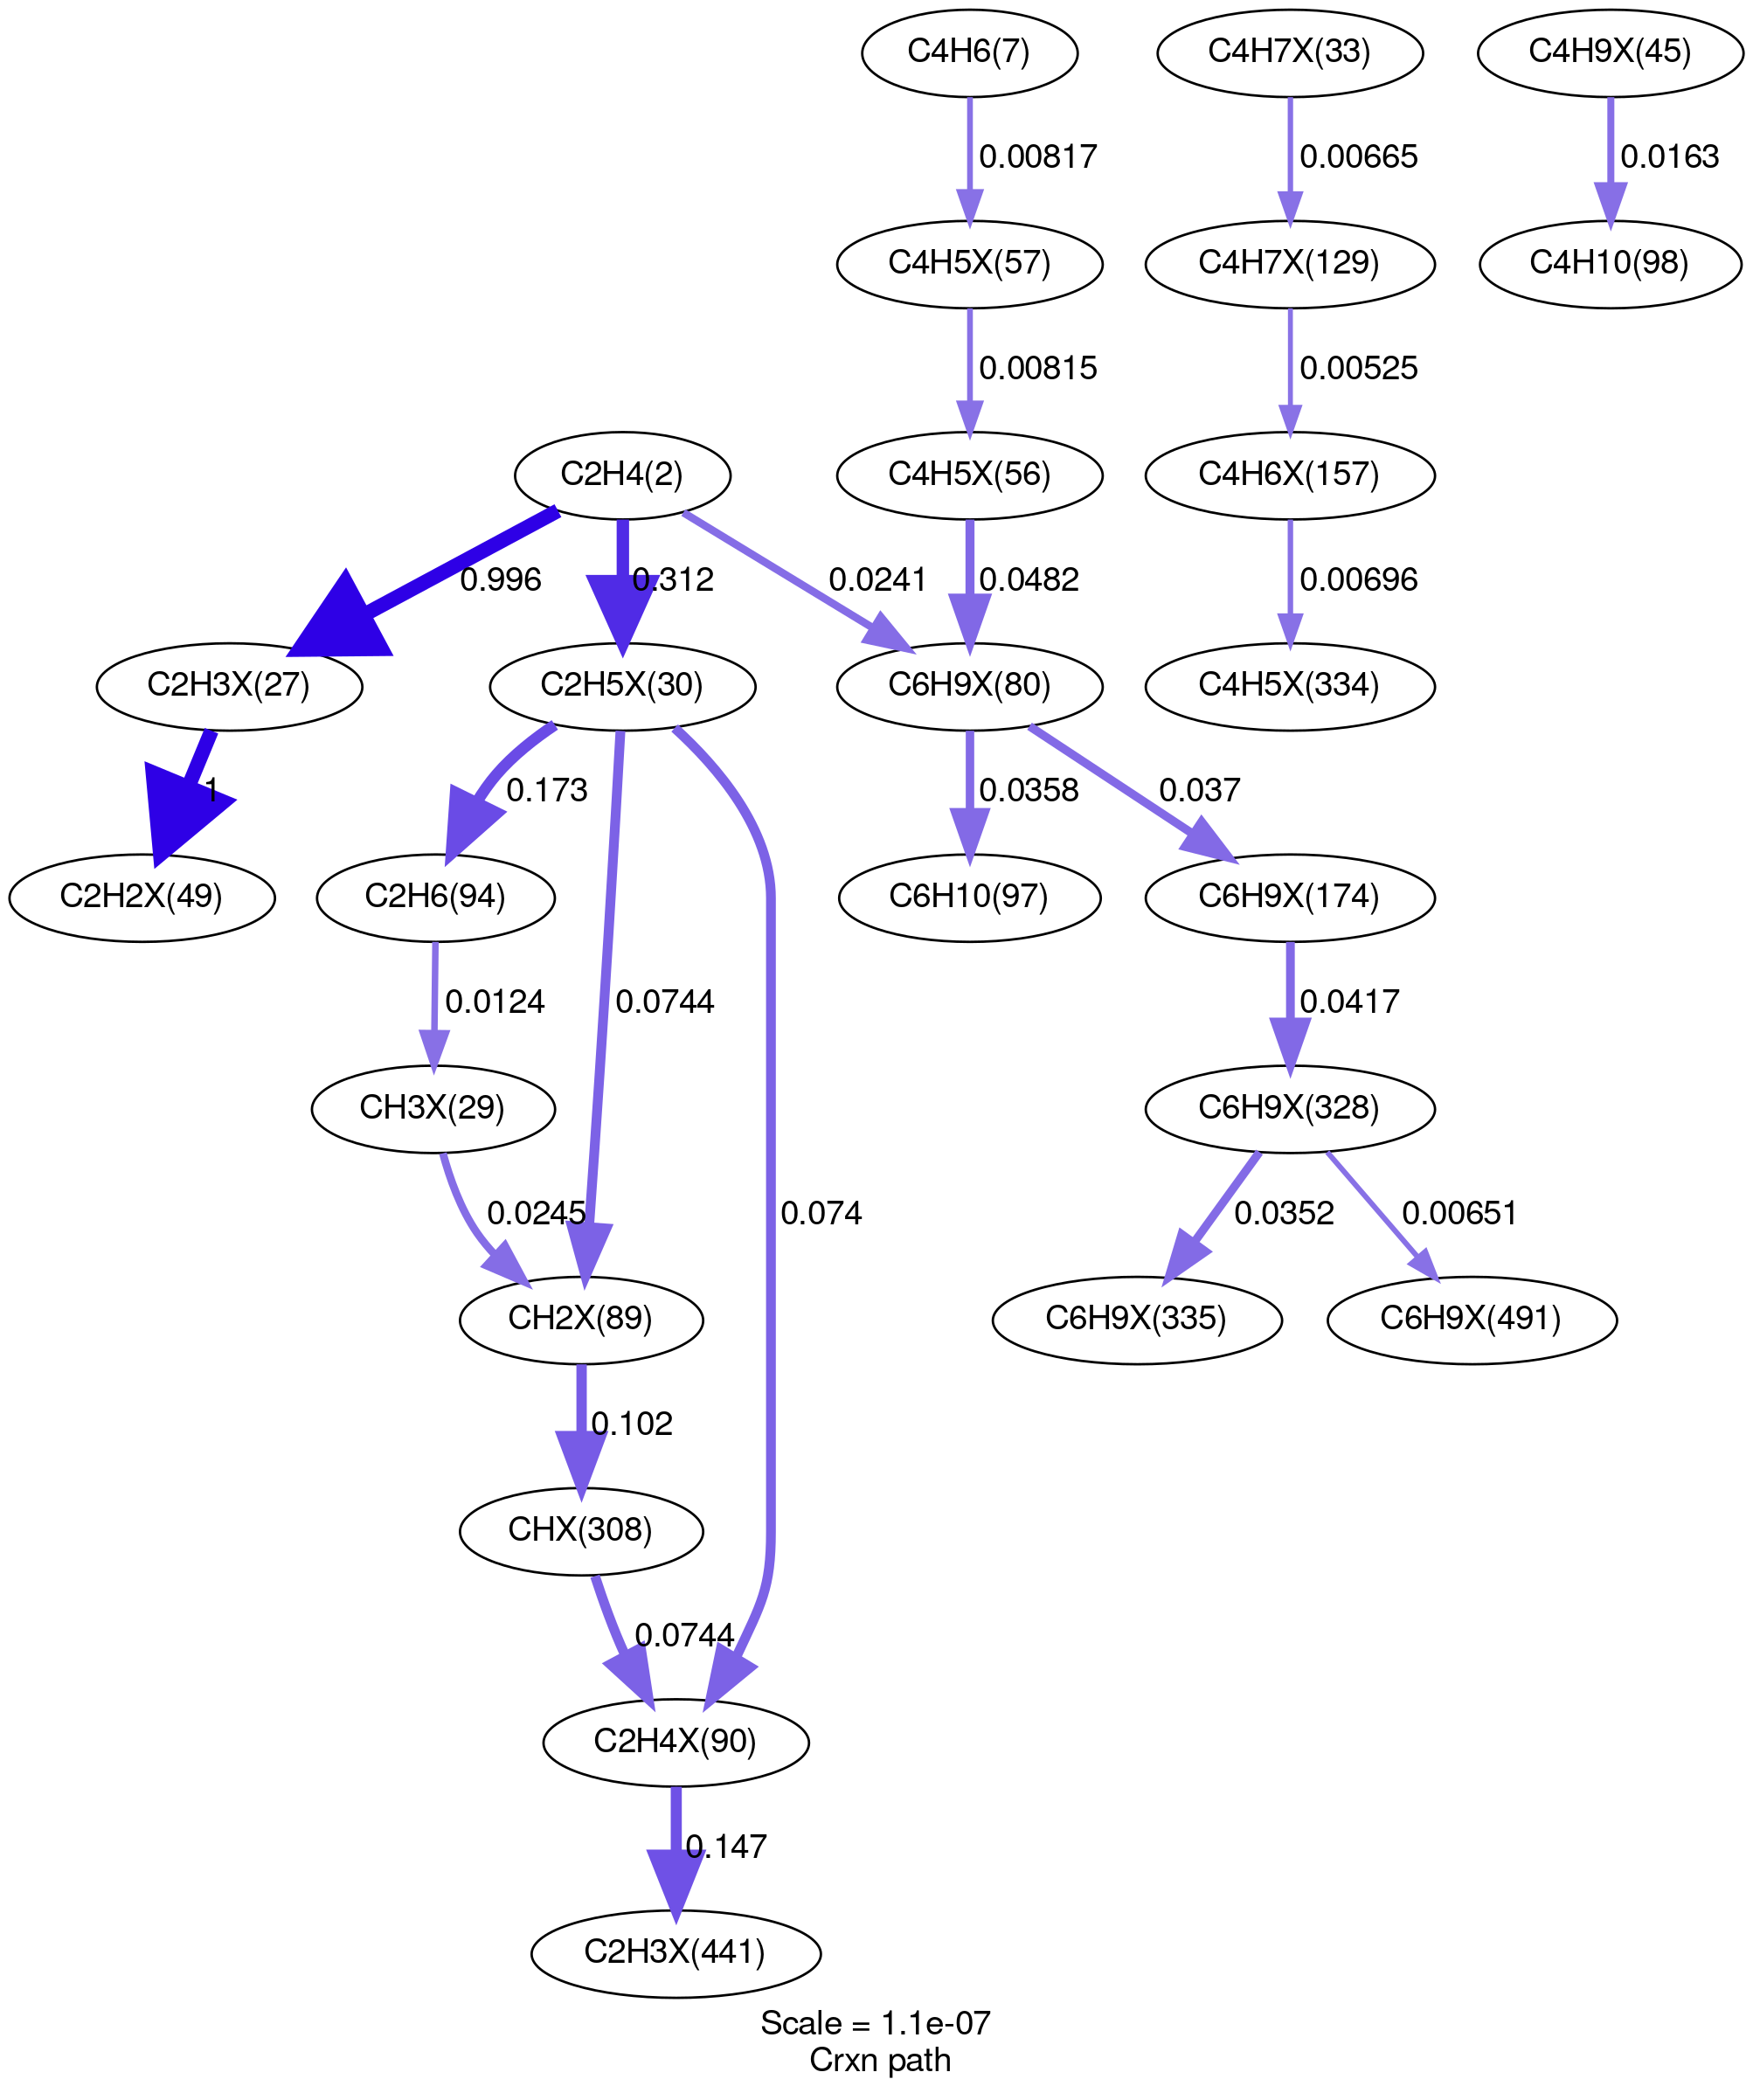 C4H6(7)
C4H7X(33)
C4H9X(45)
0.00817
0.00665
0.0163
C4H5X(57)
C4H7X(129)
C4H10(98)
0.00815
0.00525
C2H4(2)
C4H5X(56)
C4H6X(157)
0.996
0.312
0.0241
0.0482
0.00696
C2H3X(27)
C2H5X(30)
C6H9X(80)
C4H5X(334)
1
0.173
0.0358
0.037
C2H2X(49)
C2H6(94)
C6H10(97)
C6H9X(174)
0.0124
0.0744
0.0417
CH3X(29)
C6H9X(328)
0.0245
0.074
0.0352
0.00651
CH2X(89)
C6H9X(335)
C6H9X(491)
0.102
CHX(308)
0.0744
C2H4X(90)
0.147
C2H3X(441)
Scale = 1.1e-07
Crxn path